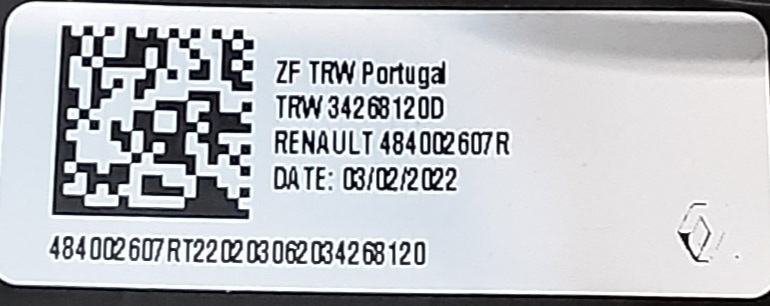 ZF TRW Portugal
TRW 34268120D
RENAULT 484002607R
DATE: 03/02/2022
484002607RT220203062034268120